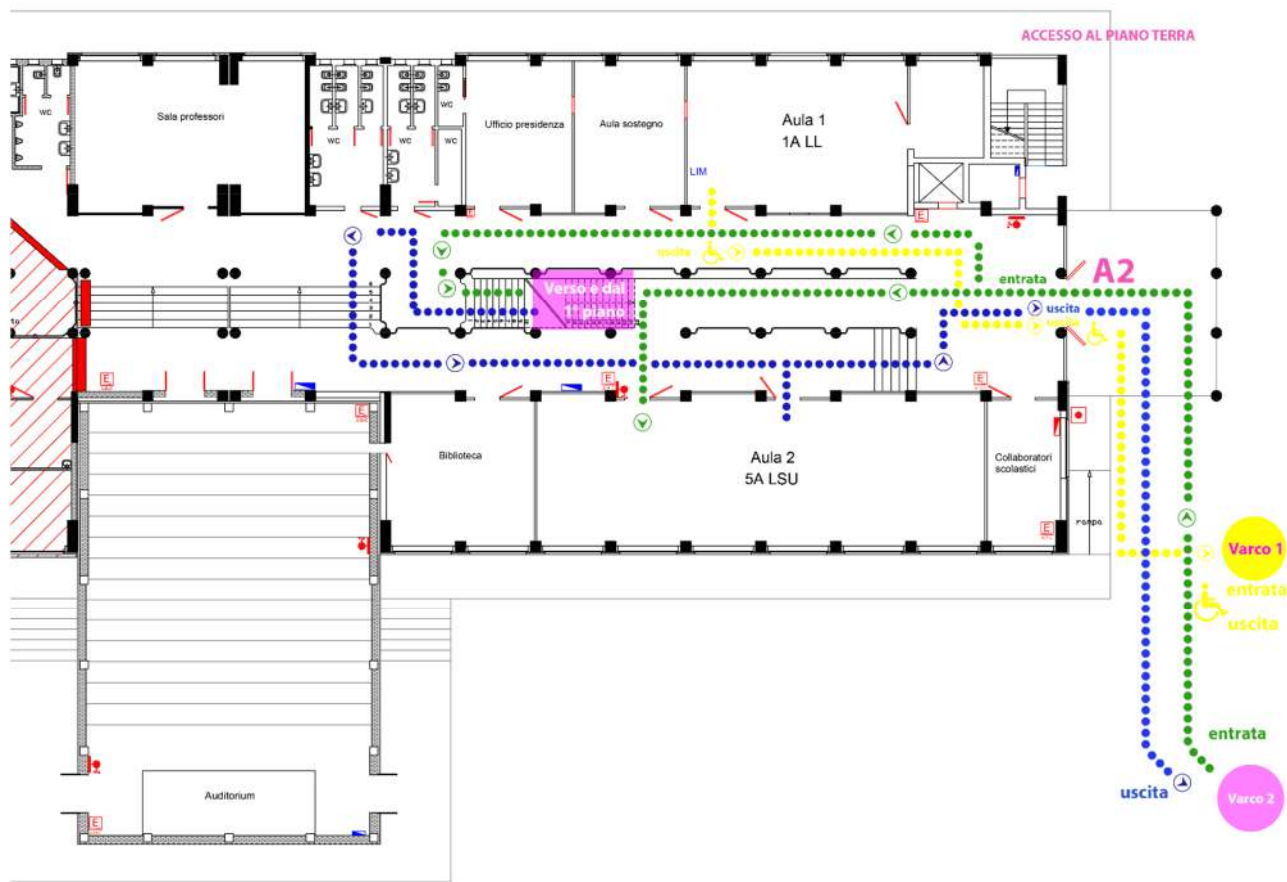 ACCESSO AL PIANO TERRA
WC
Sala professori
WC
WC
WC
WC
Ufficio presidenza
Aula sostegno
Aula 1
1A LL
LIM
E
E
uscita
entrata
A2
Verso e dal
1° piano
uscita
uscita
E
E
E
E
Biblioteca
Aula 2
5A LSU
Collaboratori
scolastici
rampa
E
Varco 1
entrata
uscita
entrata
uscita
Varco 2
Auditorium
E